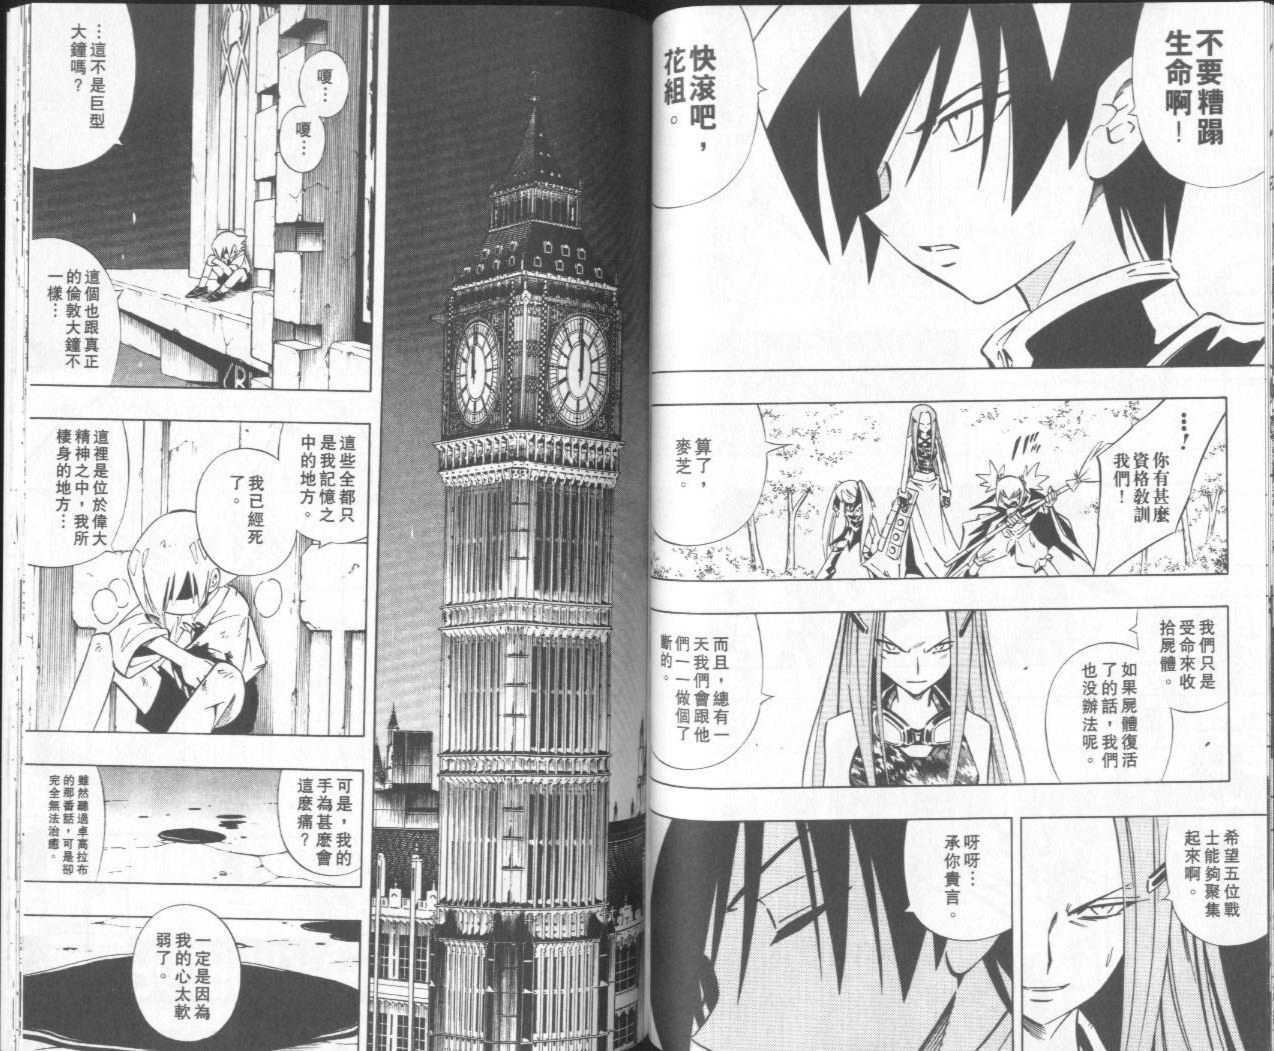 不要糟蹋
生命啊！
快滾吧，
花組。
…！
你有甚麼
資格教訓
我們！
算了，
麥芝。
我們只是
受命來收
拾屍體。
如果屍體復活
了的話，我們
也沒辦法呢。
而且，總有一
天我們會跟他
們一一做個了
斷的。
希望五位戰
士能夠聚集
起來啊。
呀呀…
承你貴言。
嗄…
嗄…
…這不是巨型
大鐘嗎？
這個也跟真正
的倫敦大鐘不
一樣…
這些全都只
是我記憶之
中的地方。
我已經死
了。
這裡是位於偉大
精神之中，我所
棲身的地方…
可是，我的
手為甚麼會
這麼痛？
雖然聽過卓高拉布
的那番話，可是卻
完全無法治癒。
一定是因為
我的心太軟
弱了。